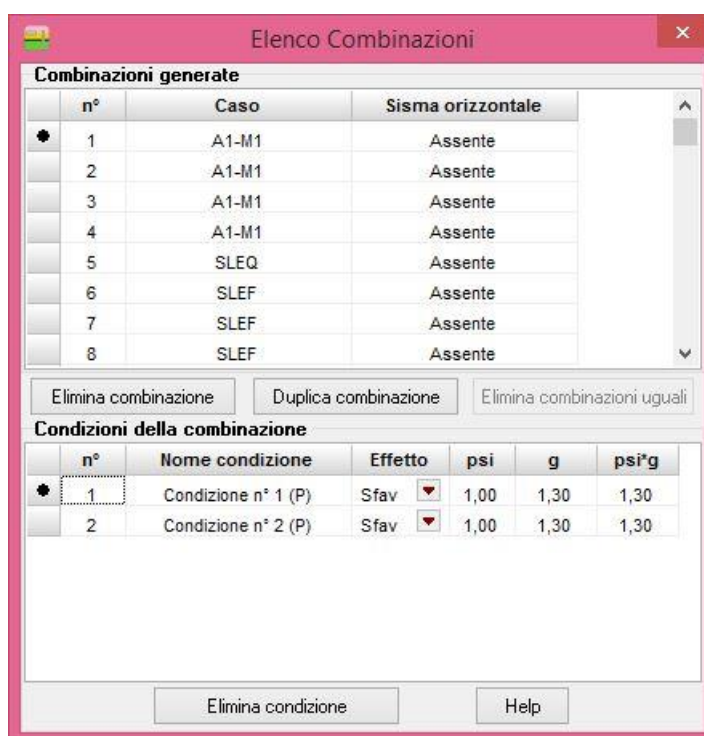 Elenco Combinazioni
Combinazioni generate
n° Caso Sisma orizzontale
1 A1-M1 Assente
2 A1-M1 Assente
3 A1-M1 Assente
4 A1-M1 Assente
5 SLEQ Assente
6 SLEF Assente
7 SLEF Assente
8 SLEF Assente
Elimina combinazione Duplica combinazione Elimina combinazioni uguali
Condizioni della combinazione
n° Nome condizione Effetto psi g psi*g
1 Condizione n° 1 (P) Sfav 1,00 1,30 1,30
2 Condizione n° 2 (P) Sfav 1,00 1,30 1,30
Elimina condizione Help